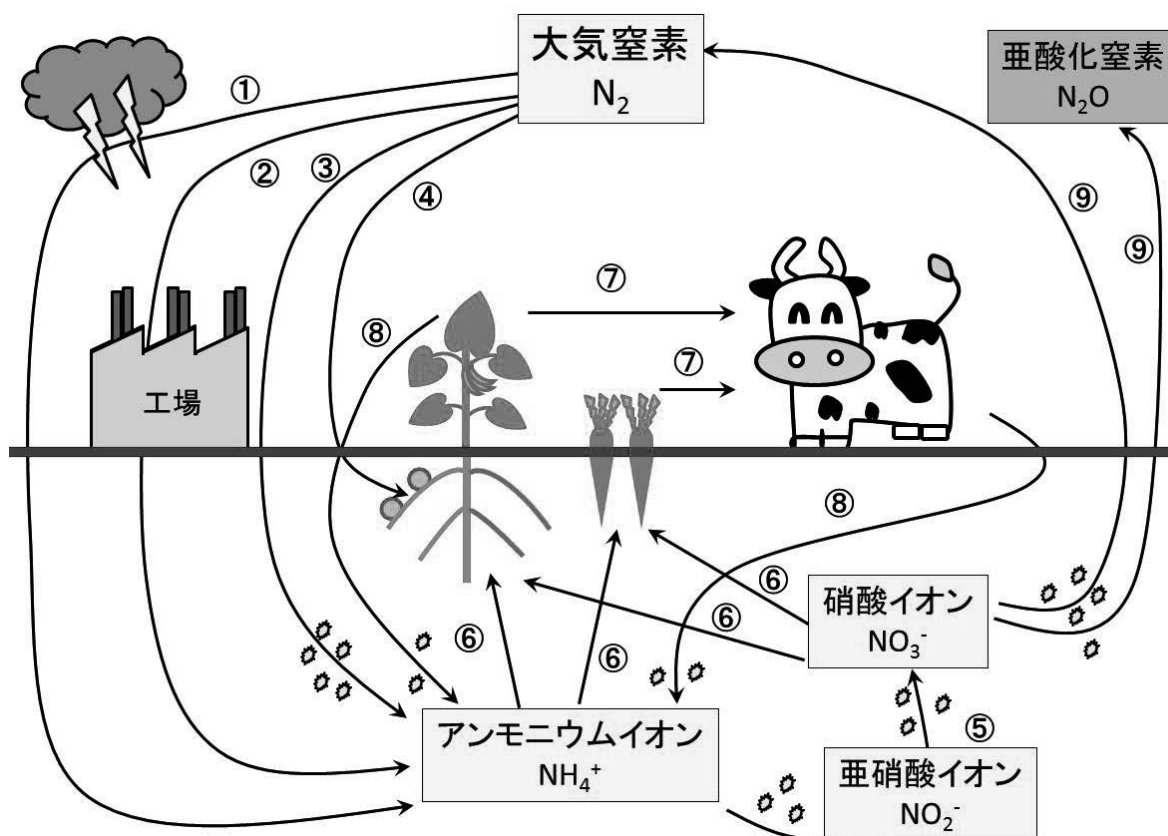 大気窒素
N₂
亜酸化窒素
N₂O
①
②
③
④
⑨
⑨
⑦
⑧
⑦
工場
⑧
⑥
⑥
⑥
⑥
硝酸イオン
NO₃⁻
⑤
アンモニウムイオン
NH₄⁺
亜硝酸イオン
NO₂⁻